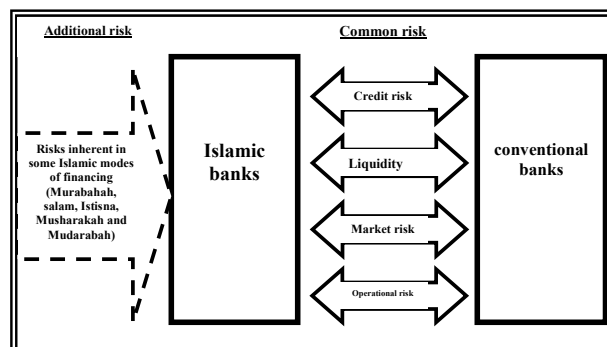 Additional risk
Common risk
Risks inherent in
some Islamic modes
of financing
(Murabahah,
salam, Istisna,
Musharakah and
Mudarabah)
Islamic
banks
Credit risk
Liquidity
Market risk
Operational risk
conventional
banks